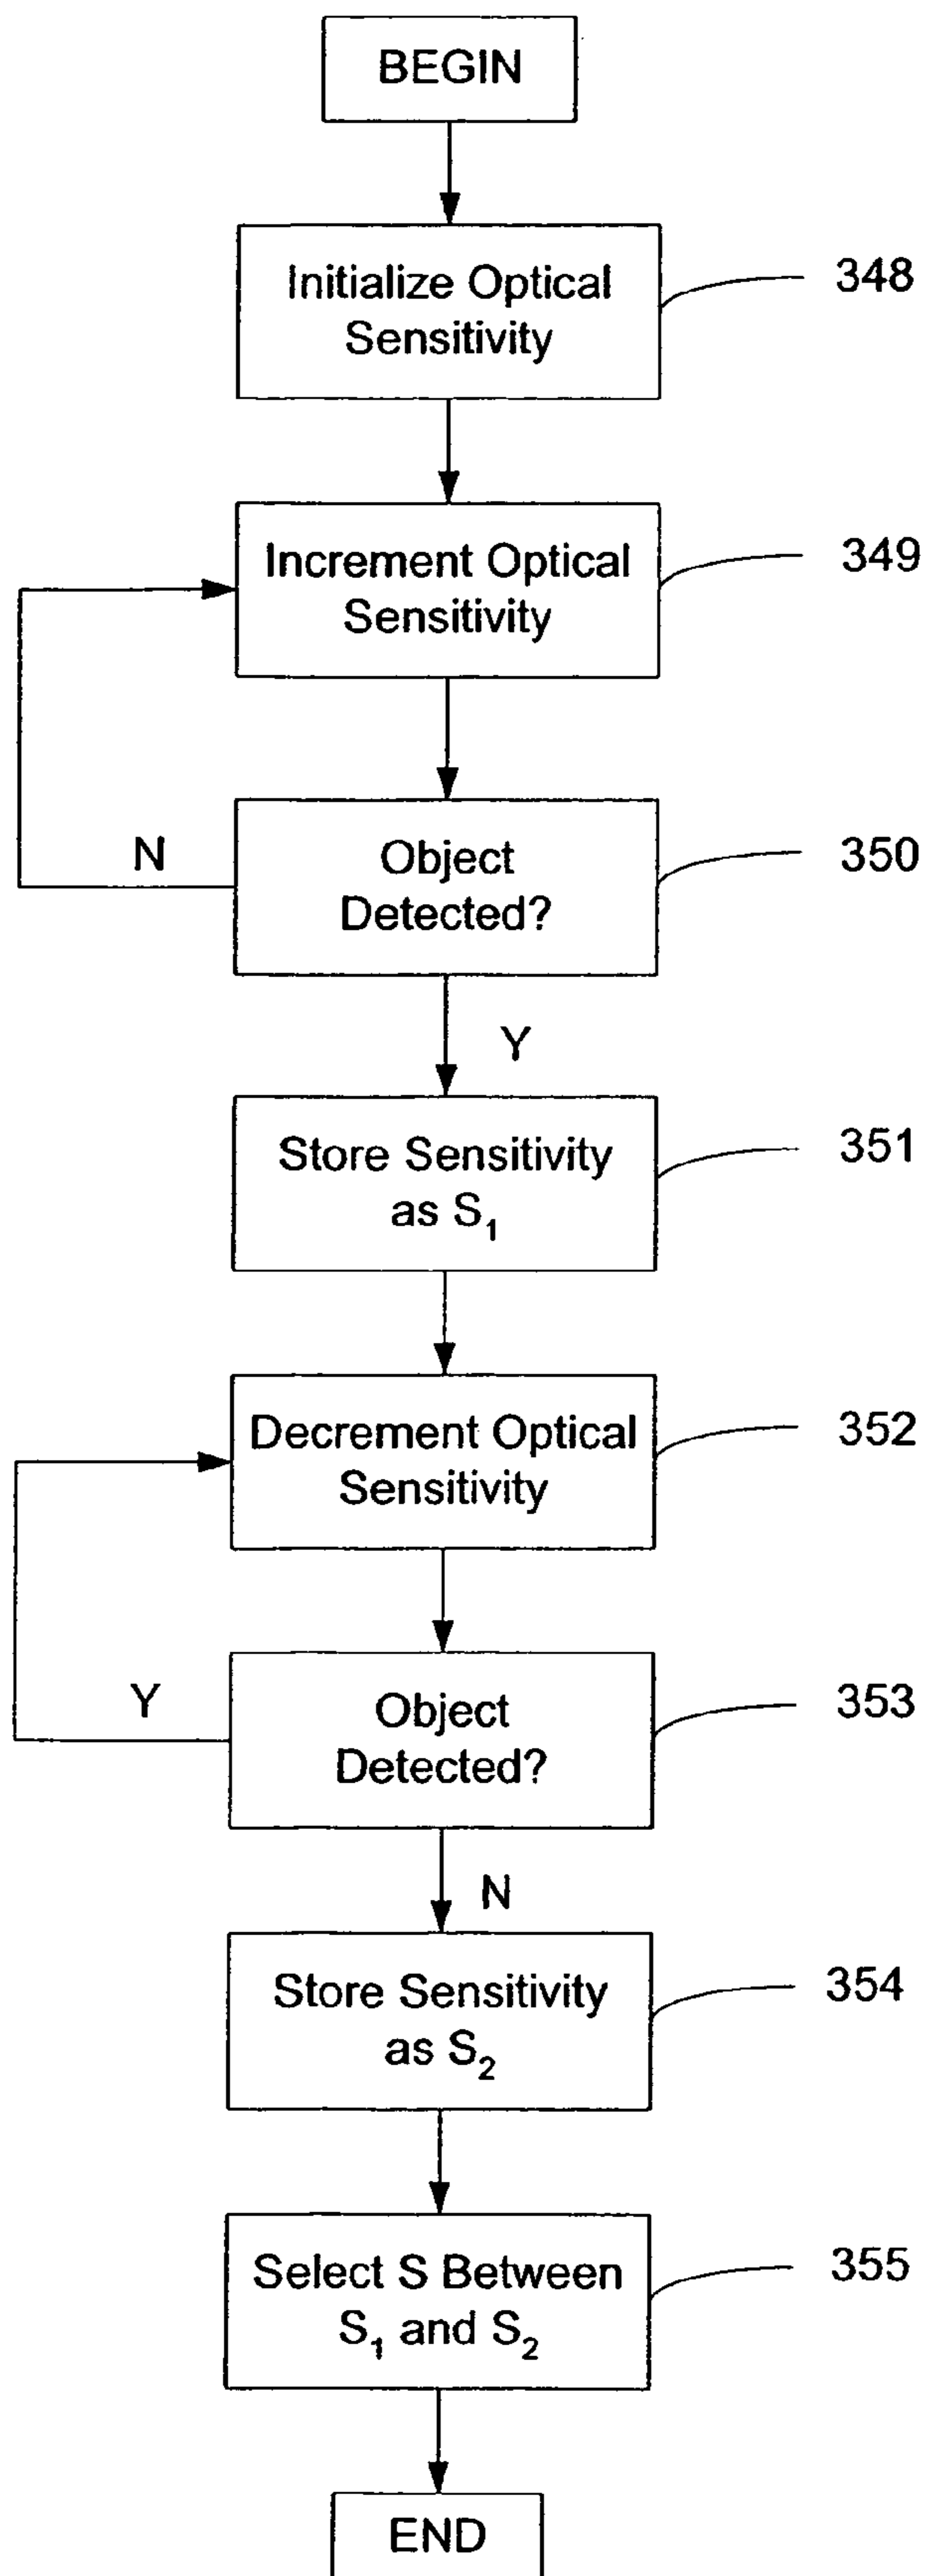 BEGIN
Initialize Optical
Sensitivity
348
Increment Optical
Sensitivity
349
Object
Detected?
350
N
Y
Store Sensitivity
as S1
351
Decrement Optical
Sensitivity
352
Object
Detected?
353
Y
N
Store Sensitivity
as S2
354
Select S Between
S1 and S2
355
END